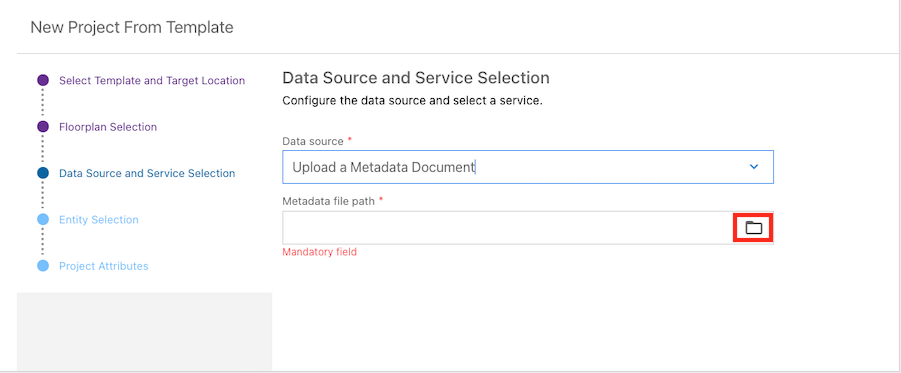 New Project From Template
Select Template and Target Location
Floorplan Selection
Data Source and Service Selection
Entity Selection
Project Attributes
Data Source and Service Selection
Configure the data source and select a service.
Data source *
Upload a Metadata Document
Metadata file path *
Mandatory field